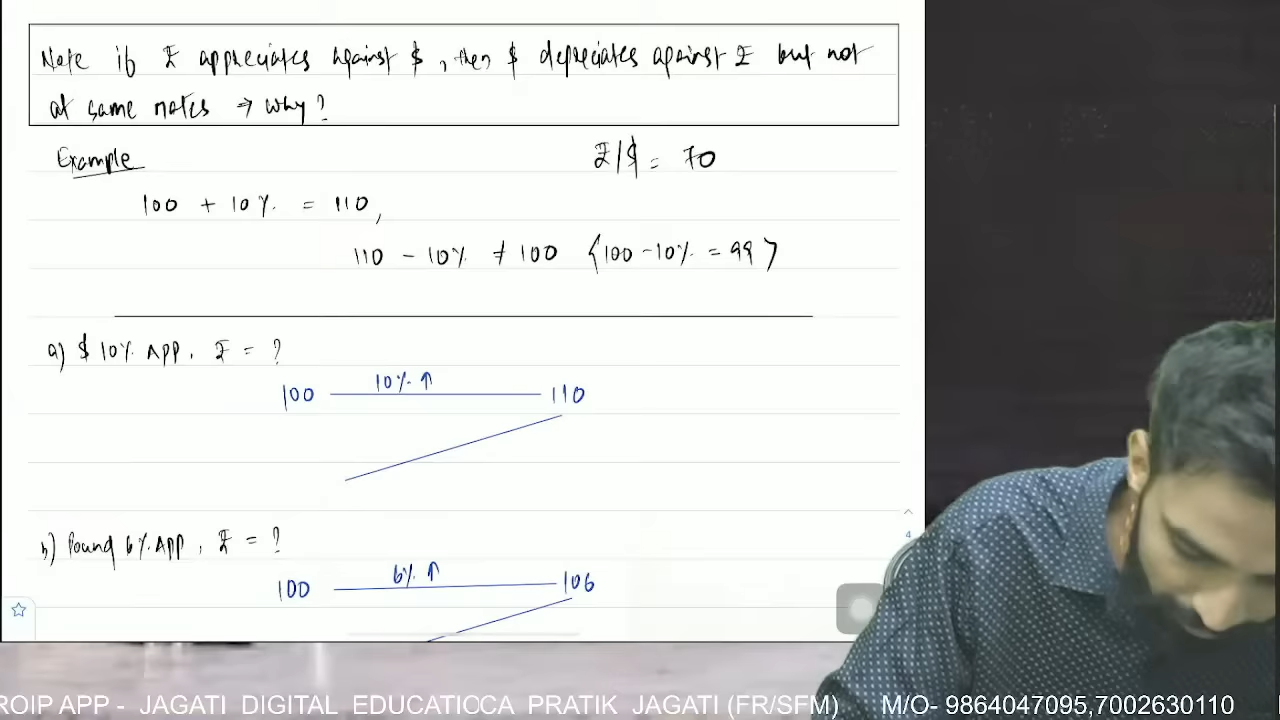 Note if ₹ appreciates against $, then $ depreciates against ₹ but not
at same rates ⇒ why?
Example
₹/$ = 70
100 + 10% = 110,
110 - 10% ≠ 100 {100 - 10% = 99}
a) $ 10% APP, ₹ = ?
100 10% ↑ 110
4
b) Pound 6% APP, ₹ = ?
100 6% ↑ 106
ROIP APP - JAGATI DIGITAL EDUCATIOCA PRATIK JAGATI (FR/SFM) M/O- 9864047095,7002630110